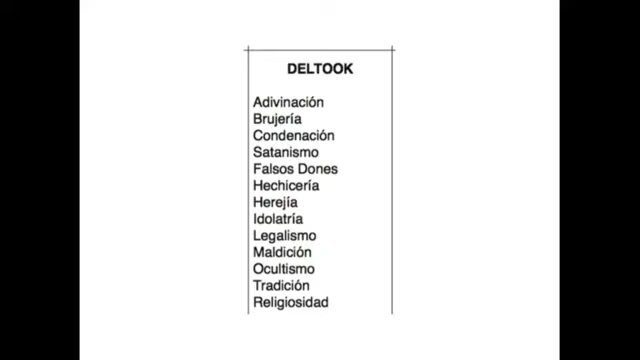 DELTOOK
Adivinación
Brujería
Condenación
Satanismo
Falsos Dones
Hechicería
Herejía
Idolatría
Legalismo
Maldición
Ocultismo
Tradición
Religiosidad